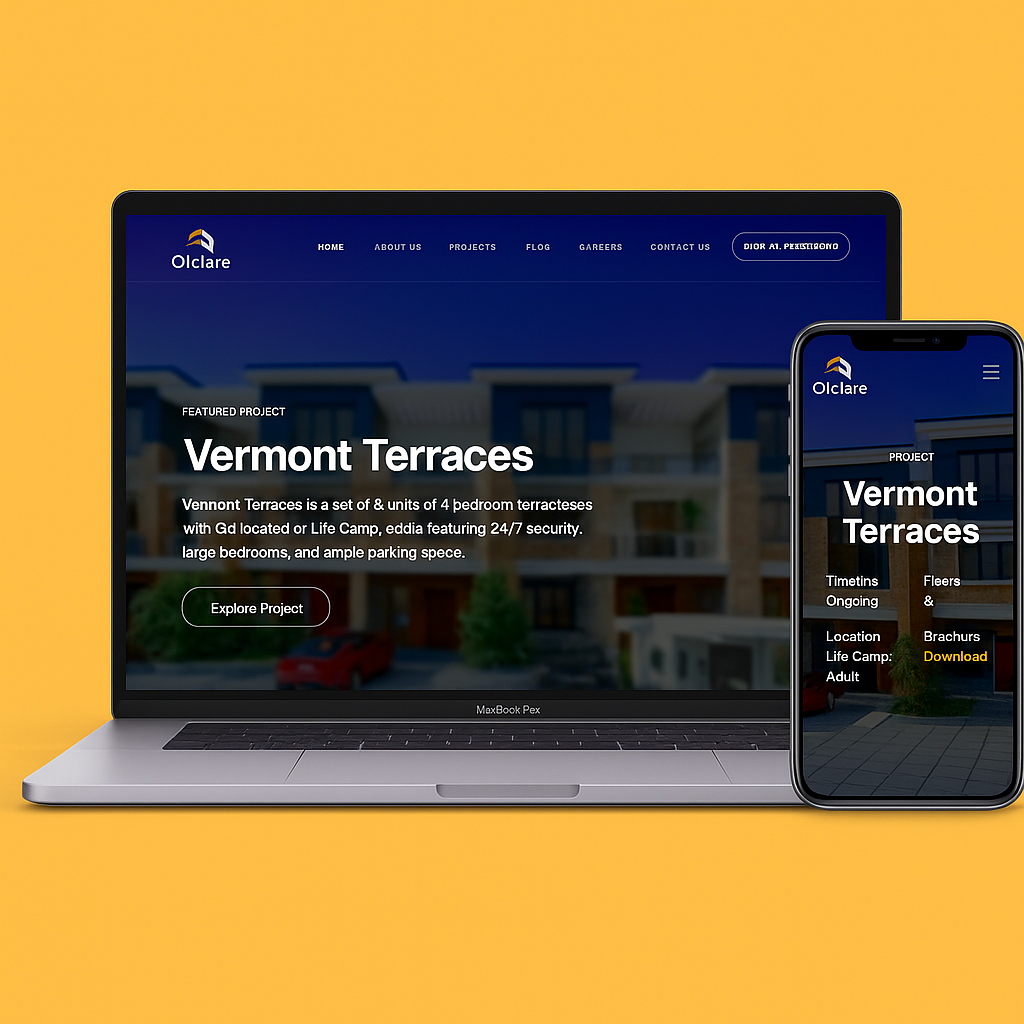 Olclare
HOME ABOUT US PROJECTS FLOG GAREERS CONTACT US
FEATURED PROJECT
Vermont Terraces
Vennont Terraces is a set of & units of 4 þedroom terracteses
with Gd located or Life Camp, eddia featuring 24/7 security.
large bedrooms, and ample parking spece.
Explore Project
MaxBook Pex
Olclare
PROJECT
Vermont
Terraces
Timetins Fleers
Ongoing &
Location Brachurs
Life Camp: Download
Adult